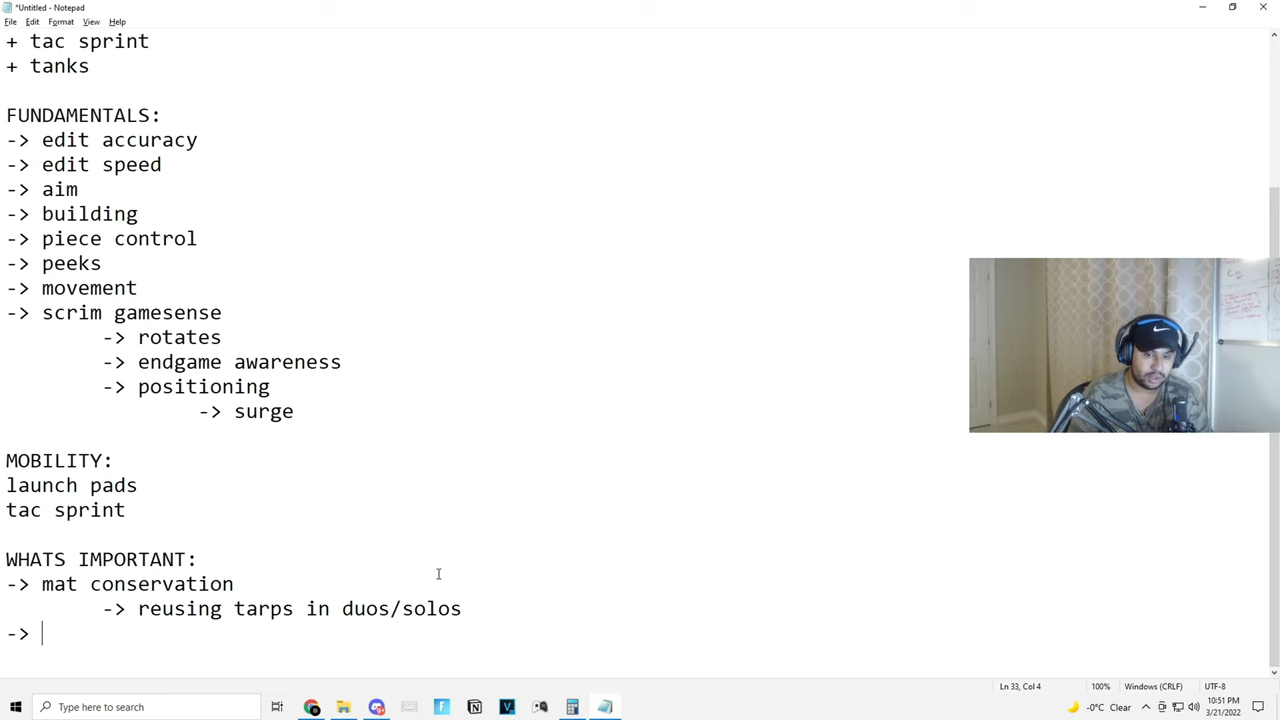 *Untitled - Notepad
File Edit Format View Help
+ tac sprint
+ tanks
FUNDAMENTALS:
-> edit accuracy
-> edit speed
-> aim
-> building
-> piece control
-> peeks
-> movement
-> scrim gamesense
-> rotates
-> endgame awareness
-> positioning
-> surge
MOBILITY:
launch pads
tac sprint
WHATS IMPORTANT:
-> mat conservation
-> reusing tarps in duos/solos
->
Ln 33, Col 4 100% Windows (CRLF) UTF-8
Type here to search
-0°C Clear
10:51 PM
3/21/2022